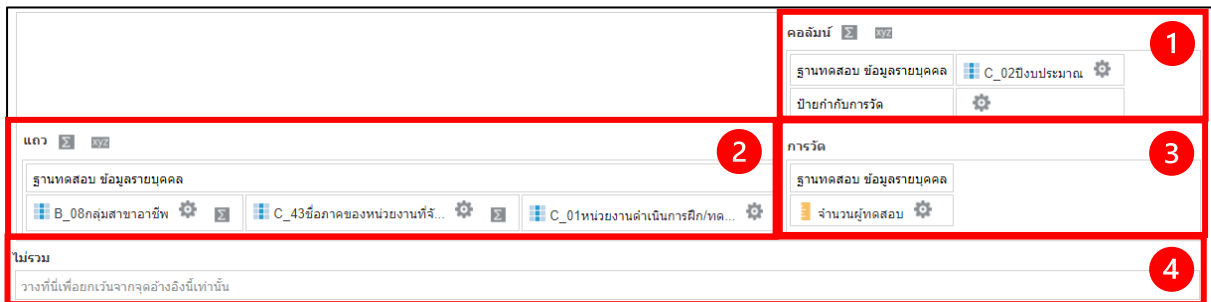 คอลัมน์ Σ xyz
1
ฐานทดสอบ ข้อมูลรายบุคคล C_02ปีงบประมาณ
ป้ายกำกับการวัด
แถว Σ xyz
2
ฐานทดสอบ ข้อมูลรายบุคคล
B_08กลุ่มสาขาอาชีพ Σ C_43ชื่อภาคของหน่วยงานที่จั... Σ C_01หน่วยงานดำเนินการฝึก/ทด...
การวัด
3
ฐานทดสอบ ข้อมูลรายบุคคล
จำนวนผู้ทดสอบ
ไม่รวม
4
วางที่นี่เพื่อยกเว้นจากจุดอ้างอิงนี้เท่านั้น